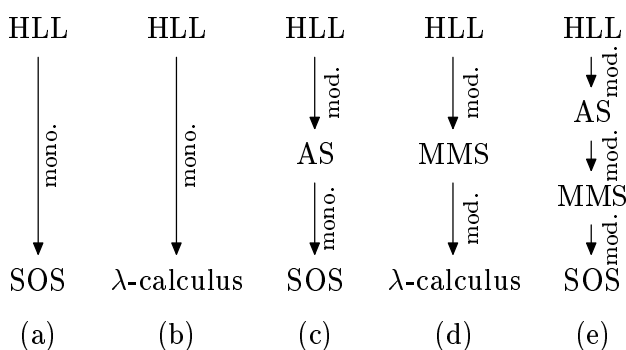 HLL HLL HLL HLL HLL
mono. mono. mod. mod. mod.
AS
AS MMS mod.
MMS
mono. mod. mod.
SOS λ-calculus SOS λ-calculus SOS
(a) (b) (c) (d) (e)